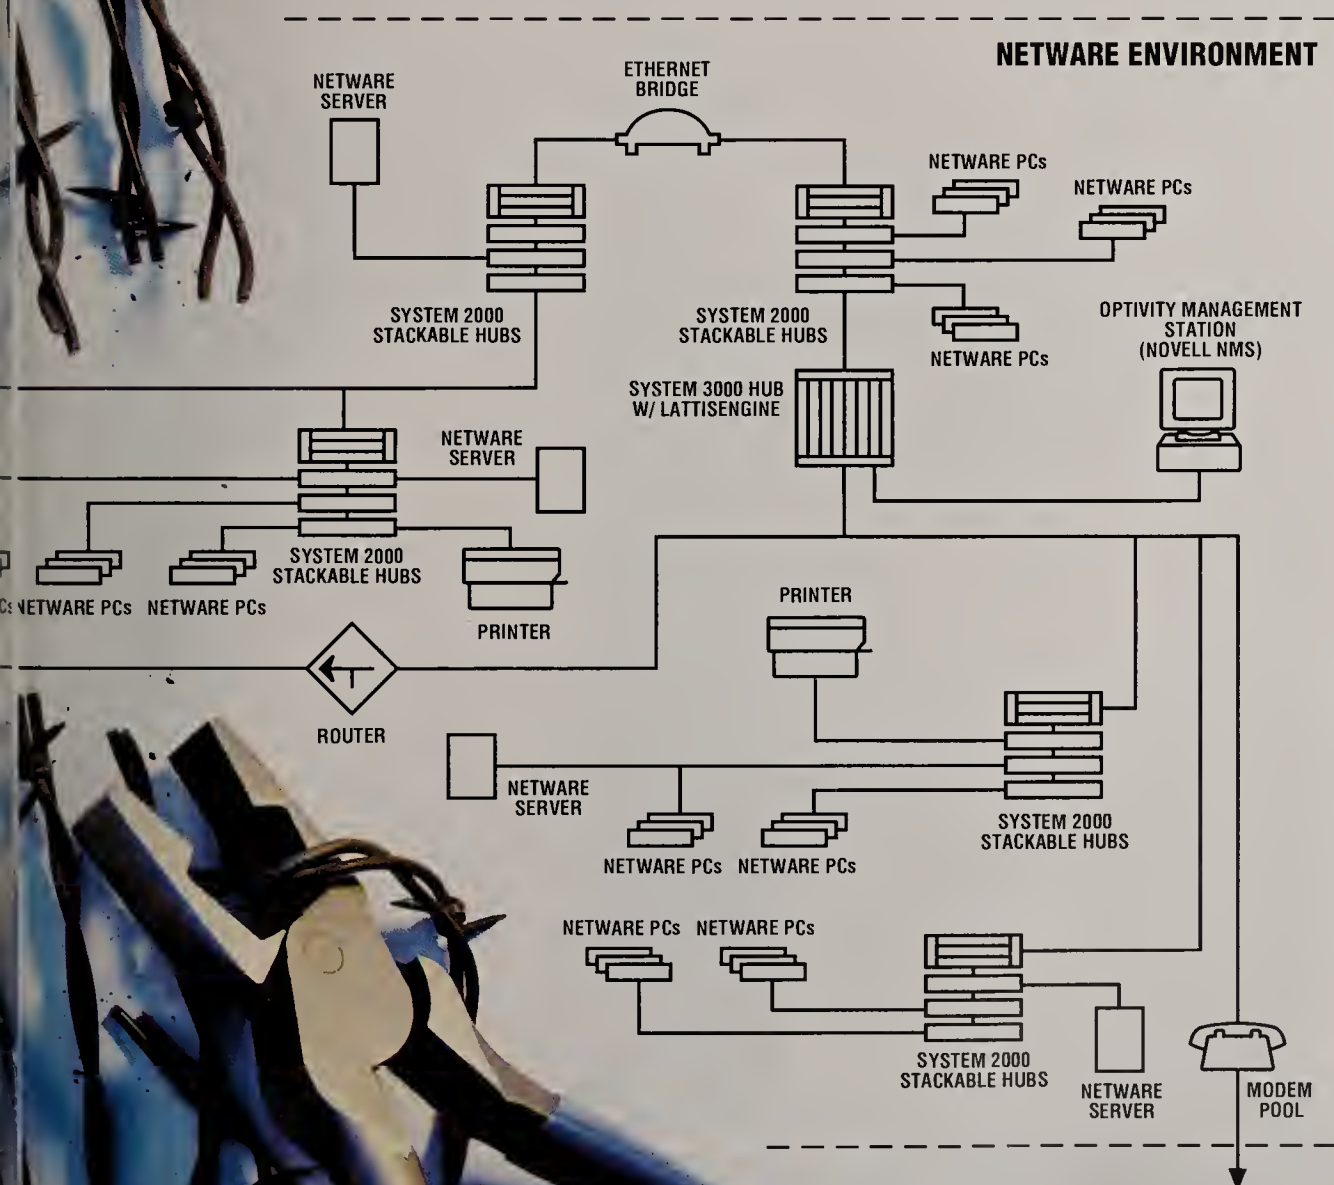 NETWARE ENVIRONMENT
ETHERNET
BRIDGE
NETWARE
SERVER
NETWARE PCs
NETWARE PCs
SYSTEM 2000
STACKABLE HUBS
SYSTEM 2000
STACKABLE HUBS
NETWARE PCs
OPTIVITY MANAGEMENT
STATION
(NOVELL NMS)
SYSTEM 3000 HUB
W/ LATTISENGINE
NETWARE
SERVER
SYSTEM 2000
STACKABLE HUBS
NETWARE PCs
NETWARE PCs
PRINTER
PRINTER
ROUTER
NETWARE
SERVER
NETWARE PCs
NETWARE PCs
SYSTEM 2000
STACKABLE HUBS
NETWARE PCs
NETWARE PCs
SYSTEM 2000
STACKABLE HUBS
NETWARE
SERVER
MODEM
POOL